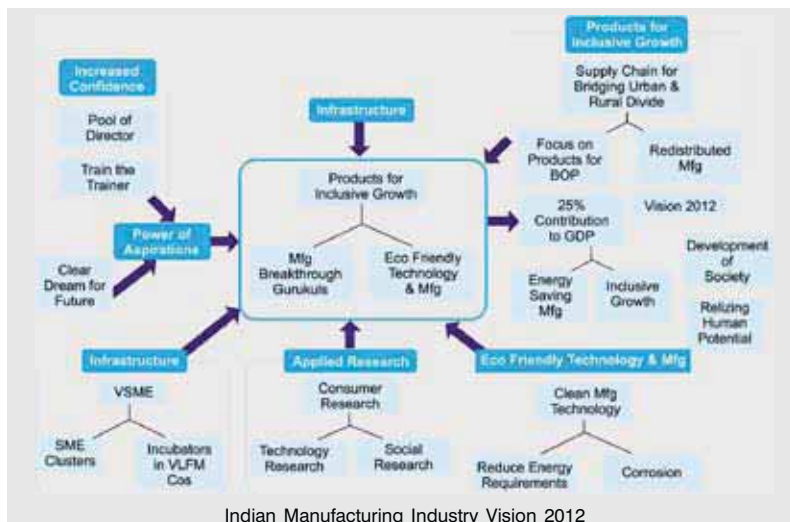 Products for
Inclusive Growth
Increased
Confidence
Supply Chain for
Bridging Urban &
Rural Divide
Pool of
Director
Infrastructure
Focus on
Products for
BOP
Redistributed
Mfg
Train the
Trainer
Products for
Inclusive Growth
25%
Contribution
to GDP
Vision 2012
Power of
Aspirations
Mfg
Breakthrough
Gurukuls
Eco Friendly
Technology
& Mfg
Development
of
Society
Clear
Dream for
Future
Energy
Saving
Mfg
Inclusive
Growth
Relizing
Human
Potential
Infrastructure
Applied Research
Eco Friendly Technology & Mfg
VSME
Consumer
Research
Clean Mfg
Technology
SME
Clusters
Incubators
in VLFM
Cos
Technology
Research
Social
Research
Reduce Energy
Requirements
Corrosion
Indian Manufacturing Industry Vision 2012